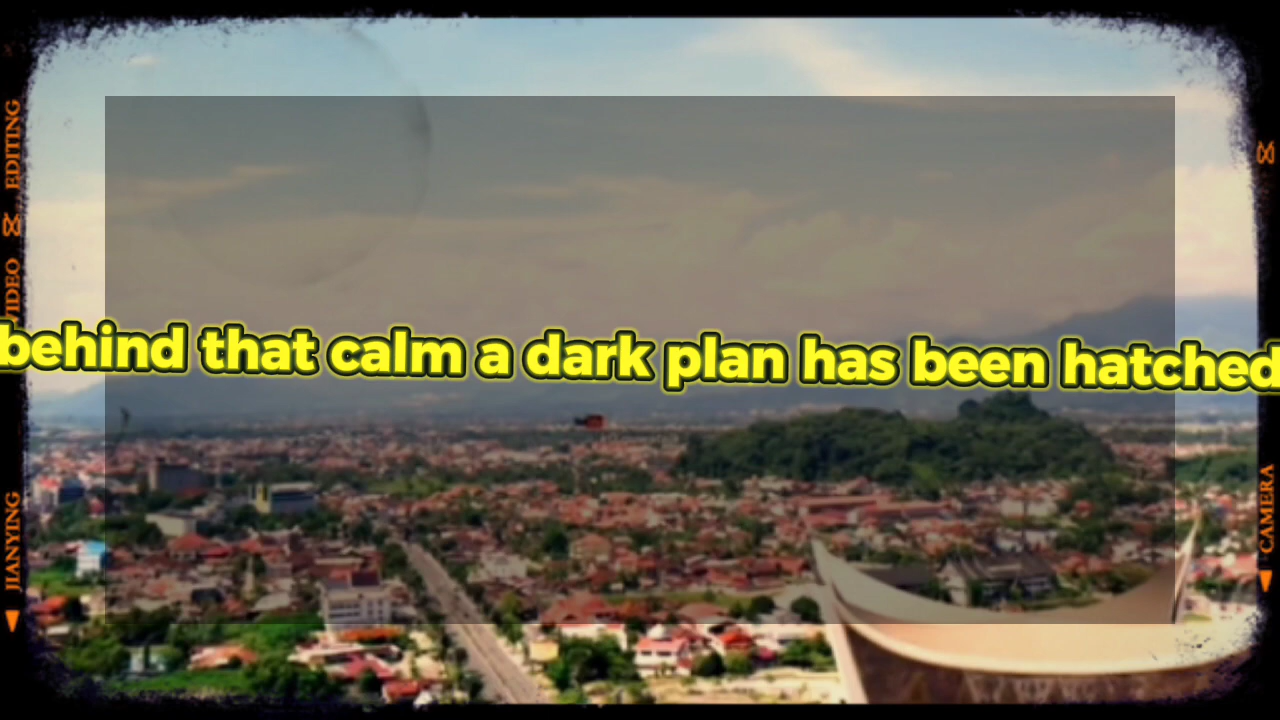 EDITING
VIDEO
JIANYING
behind that calm a dark plan has been hatched
CAMERA